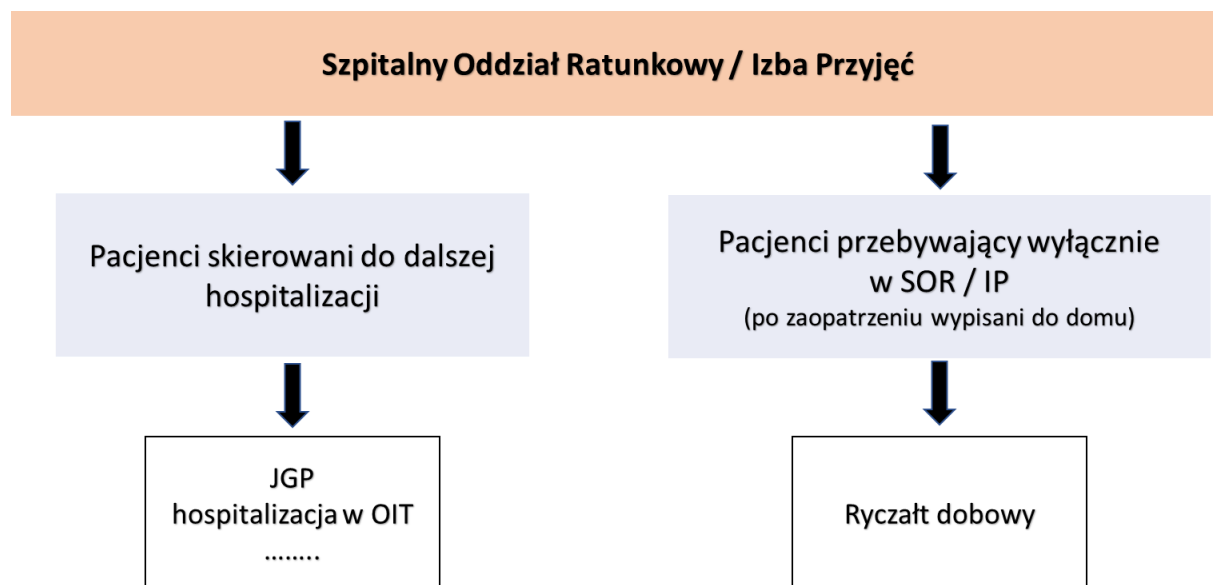 Szpitalny Oddział Ratunkowy / Izba Przyjęć
Pacjenci skierowani do dalszej
hospitalizacji
Pacjenci przebywający wyłącznie
w SOR / IP
(po zaopatrzeniu wypisani do domu)
JGP
hospitalizacja w OIT
........
Ryczałt dobowy